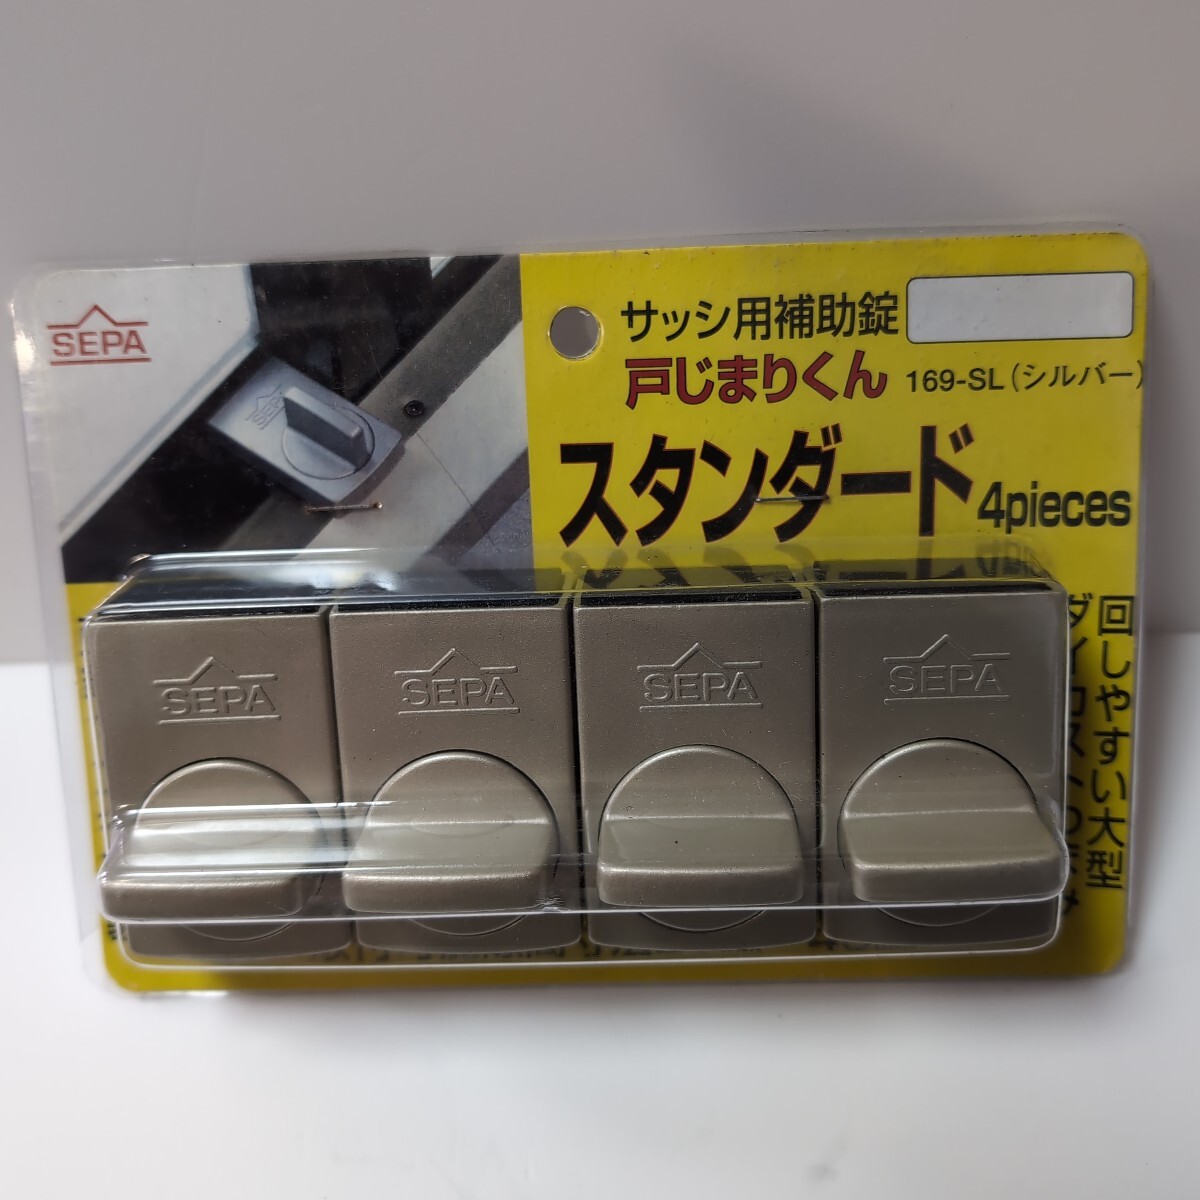 SEPA
SEPA
サッシ用補助錠
戸じまりくん 169-SL(シルバー)
スタンダード 4pieces
回しやすい大型
SEPA SEPA SEPA SEPA